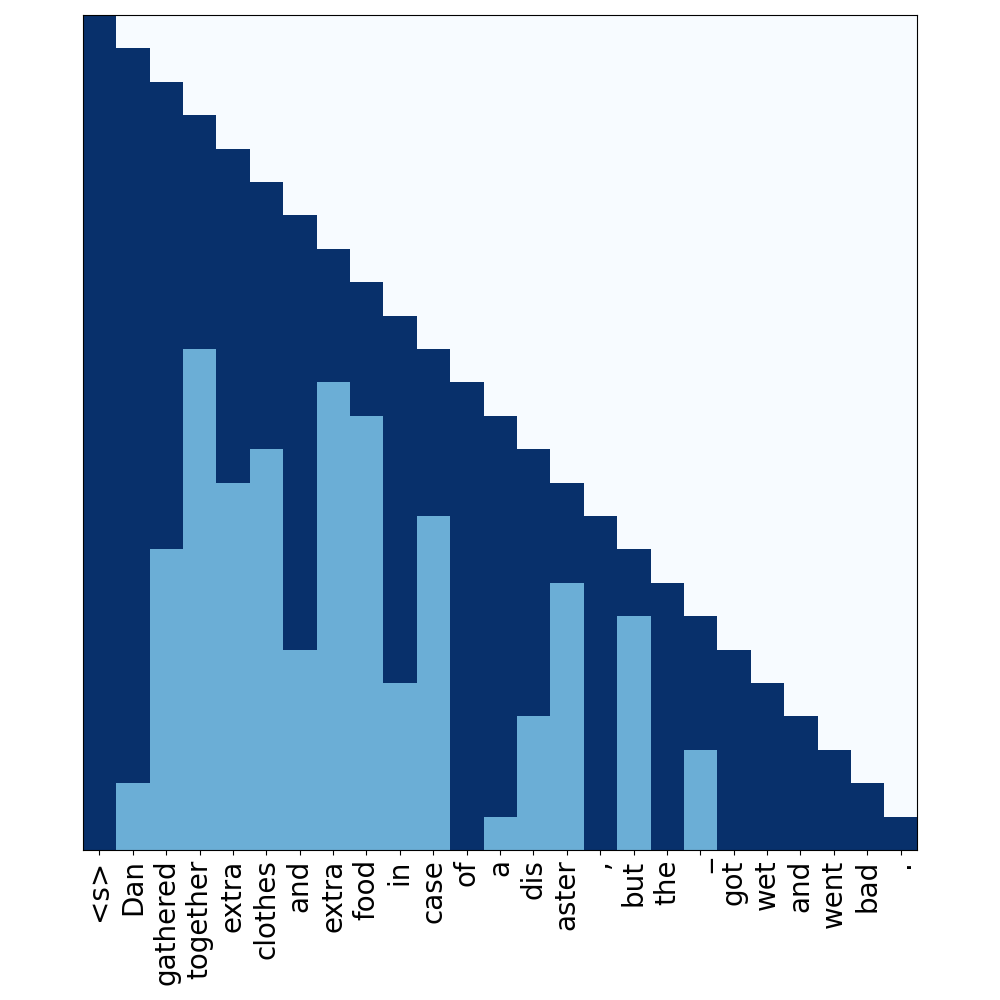 <s> Dan gathered together extra clothes and extra food in case of a dis aster , but the _ got wet and went bad .